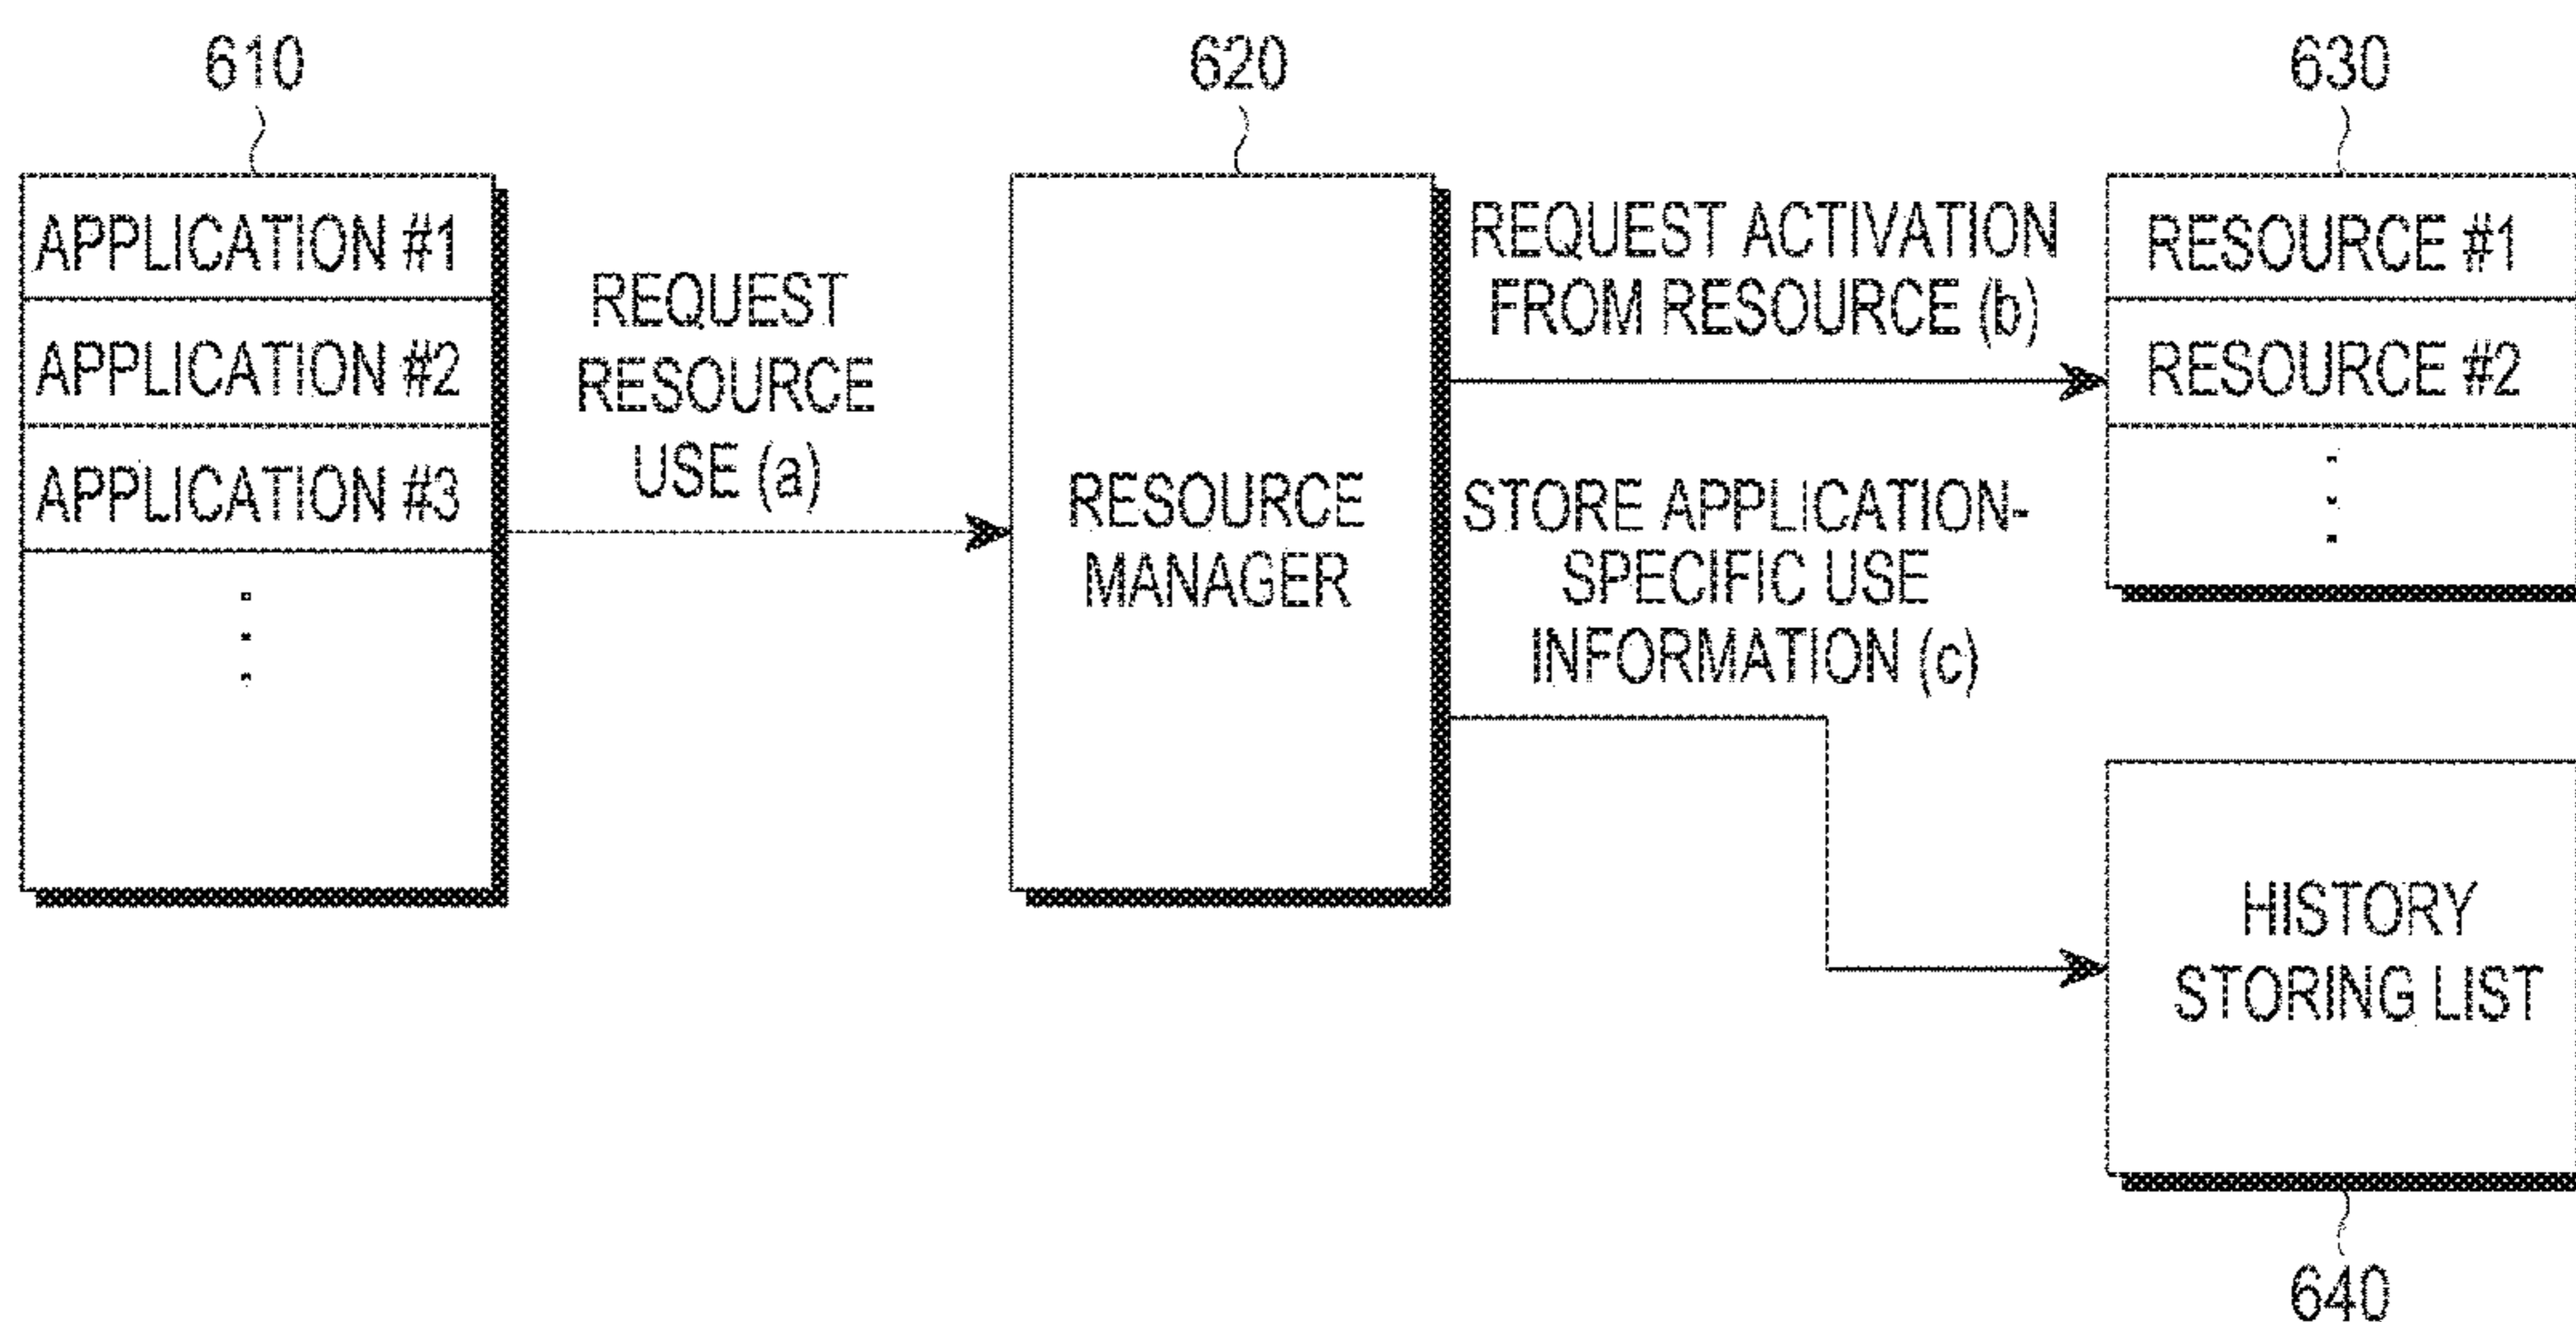 610
620
630
APPLICATION #1
APPLICATION #2
APPLICATION #3
REQUEST
RESOURCE
USE (a)
RESOURCE
MANAGER
REQUEST ACTIVATION
FROM RESOURCE (b)
STORE APPLICATION-
SPECIFIC USE
INFORMATION (c)
RESOURCE #1
RESOURCE #2
HISTORY
STORING LIST
640